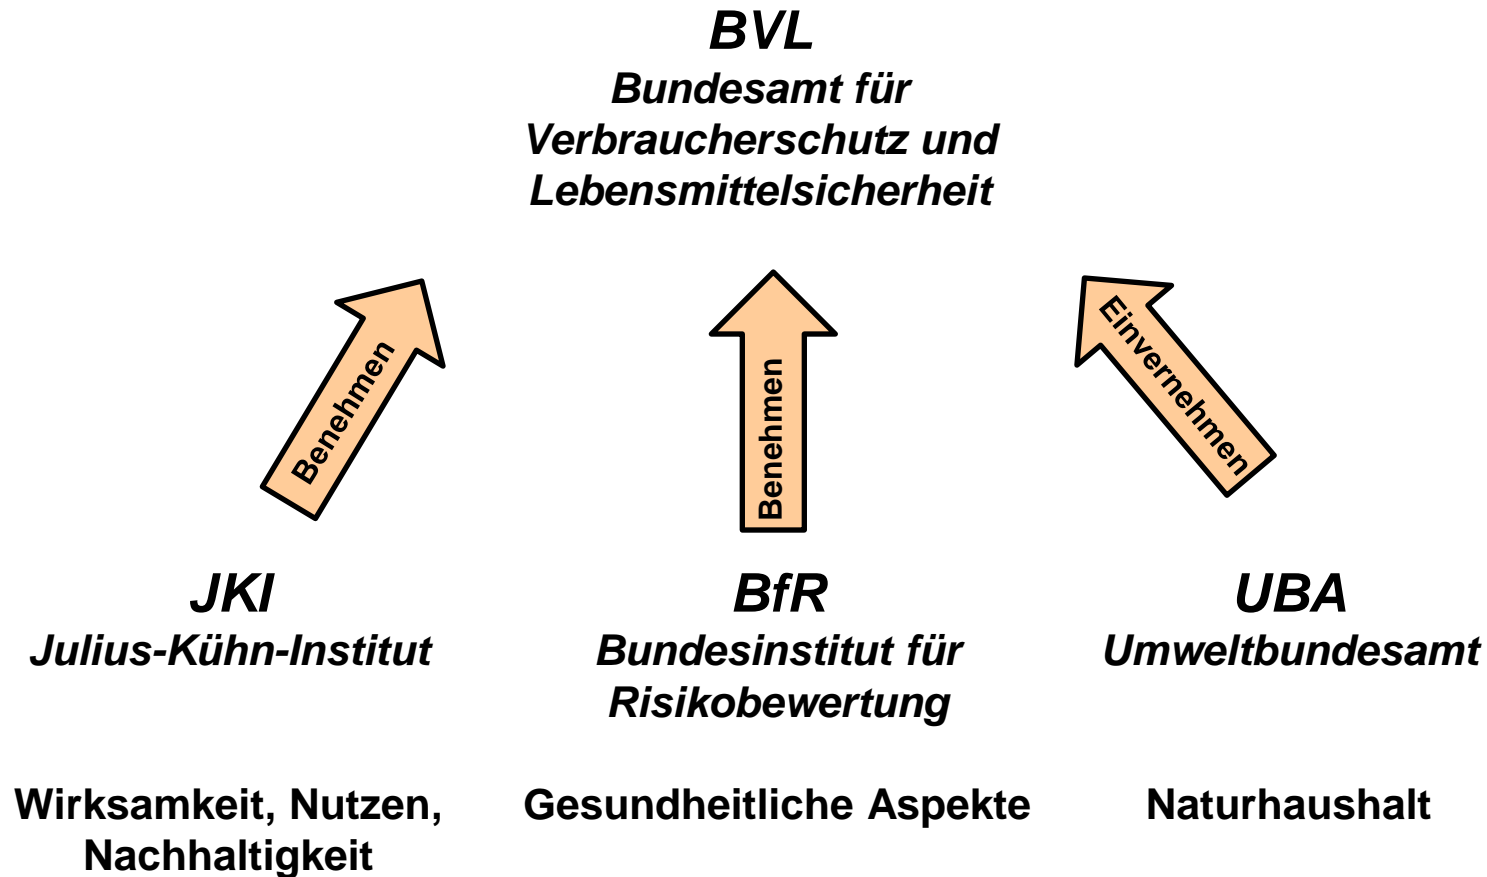 BVL
Bundesamt für
Verbraucherschutz und
Lebensmittelsicherheit
Benehmen
Benehmen
Einvernehmen
JKI
Julius-Kühn-Institut
BfR
Bundesinstitut für
Risikobewertung
UBA
Umweltbundesamt
Wirksamkeit, Nutzen,
Nachhaltigkeit
Gesundheitliche Aspekte
Naturhaushalt